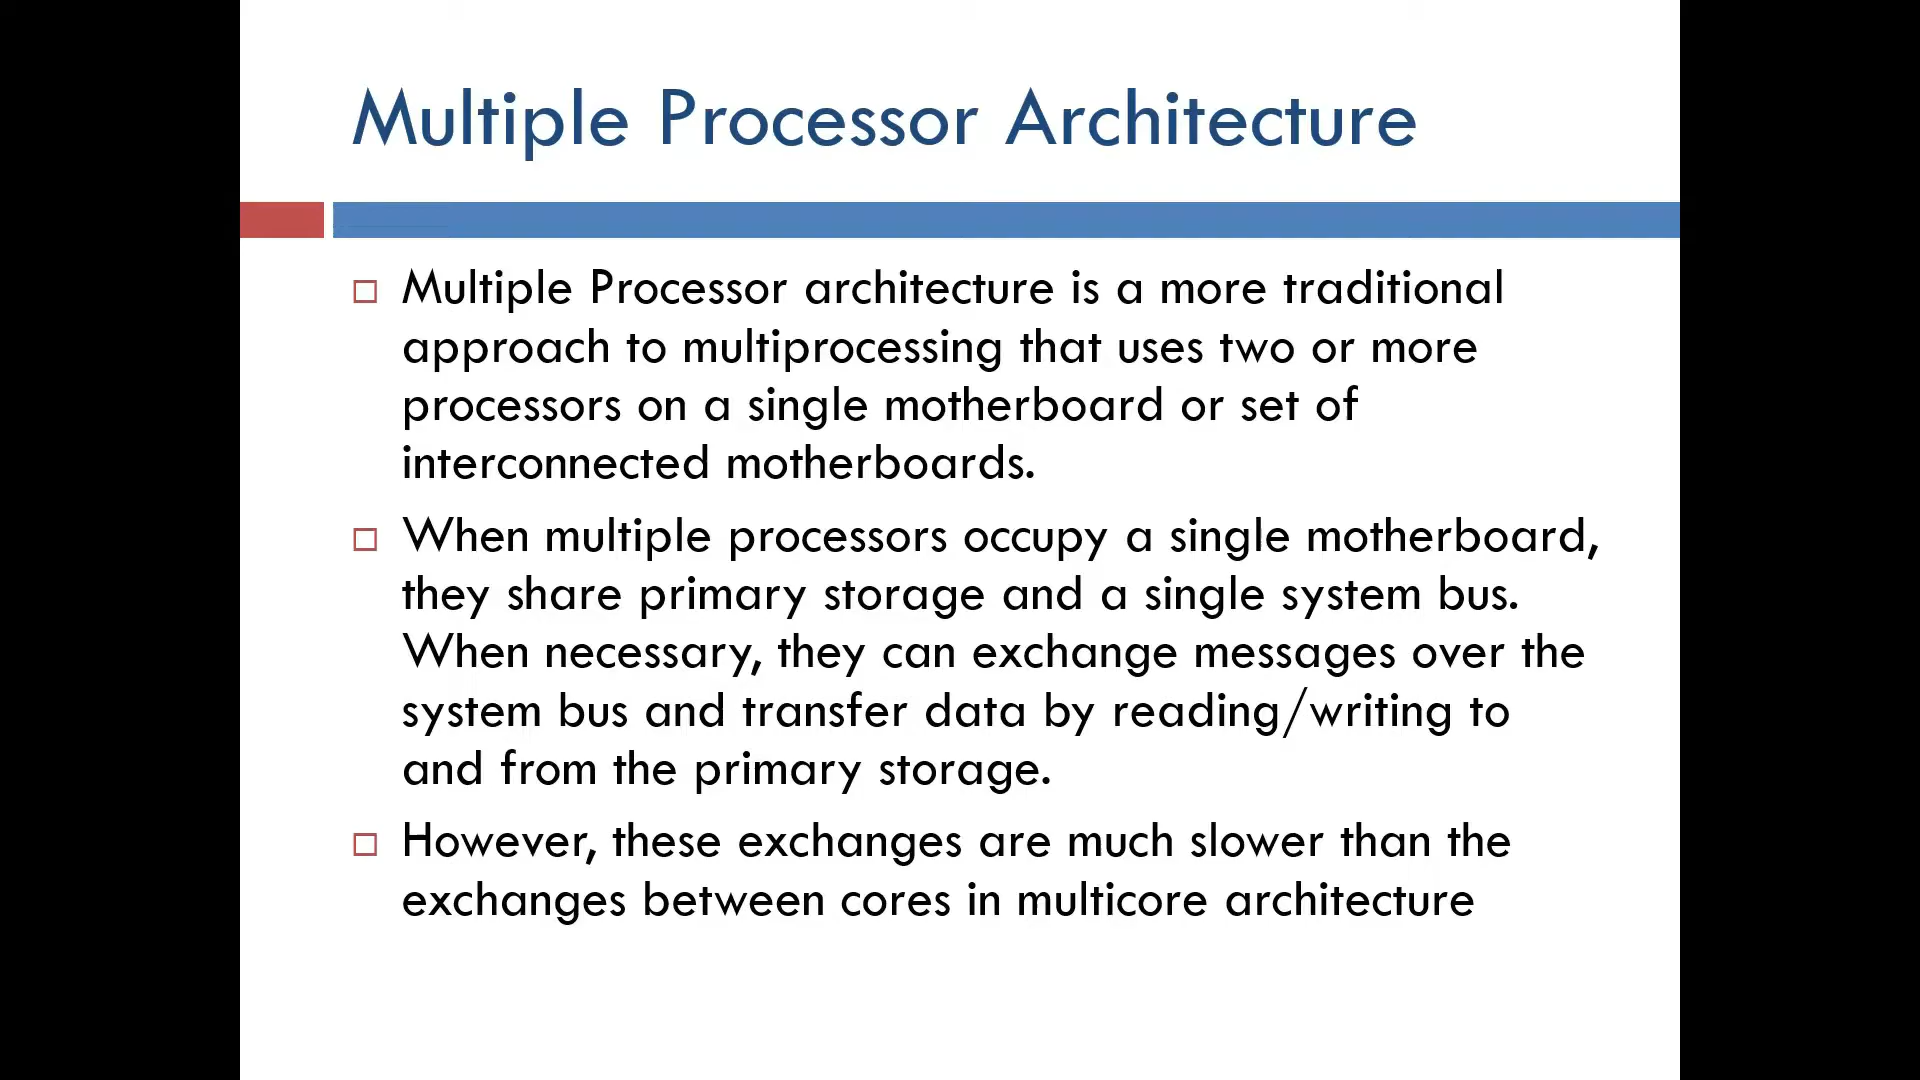 Multiple Processor Architecture
Multiple Processor architecture is a more traditional
approach to multiprocessing that uses two or more
processors on a single motherboard or set of
interconnected motherboards.
When multiple processors occupy a single motherboard,
they share primary storage and a single system bus.
When necessary, they can exchange messages over the
system bus and transfer data by reading/writing to
and from the primary storage.
However, these exchanges are much slower than the
exchanges between cores in multicore architecture